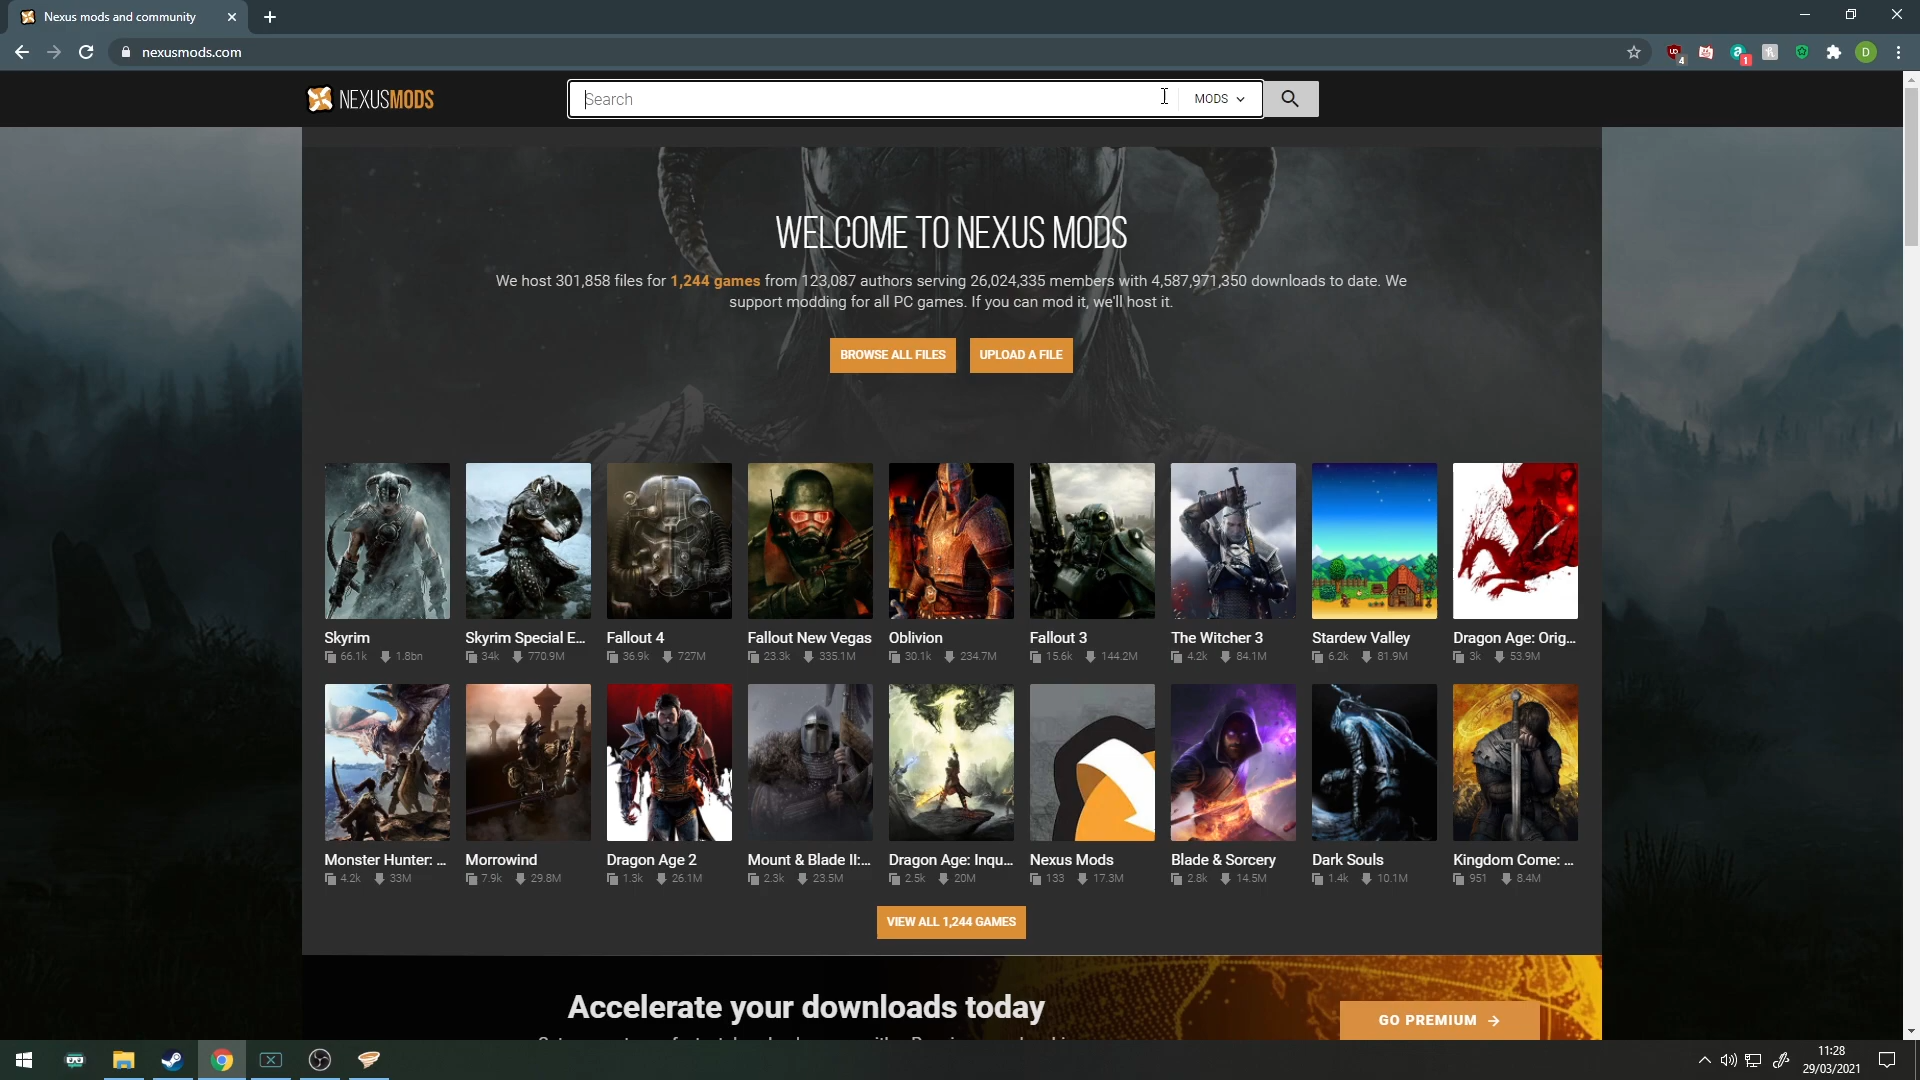 Nexus mods and community
nexusmods.com
4
1
D
NEXUSMODS
Search
MODS
WELCOME TO NEXUS MODS
We host 301,858 files for 1,244 games from 123,087 authors serving 26,024,335 members with 4,587,971,350 downloads to date. We
support modding for all PC games. If you can mod it, we'll host it.
BROWSE ALL FILES
UPLOAD A FILE
Skyrim
66.1k 1.8bn
Skyrim Special E...
34k 770.9M
Fallout 4
36.9k 727M
Fallout New Vegas
23.3k 335.1M
Oblivion
30.1k 234.7M
Fallout 3
15.6k 144.2M
The Witcher 3
4.2k 84.1M
Stardew Valley
6.2k 81.9M
Dragon Age: Orig...
3k 53.9M
Monster Hunter: ...
4.2k 33M
Morrowind
7.9k 29.8M
Dragon Age 2
1.3k 26.1M
Mount & Blade II:...
2.3k 23.5M
Dragon Age: Inqu...
2.5k 20M
Nexus Mods
133 17.3M
Blade & Sorcery
2.8k 14.5M
Dark Souls
1.4k 10.1M
Kingdom Come: ...
951 8.4M
VIEW ALL 1,244 GAMES
Accelerate your downloads today
GO PREMIUM
11:28
29/03/2021